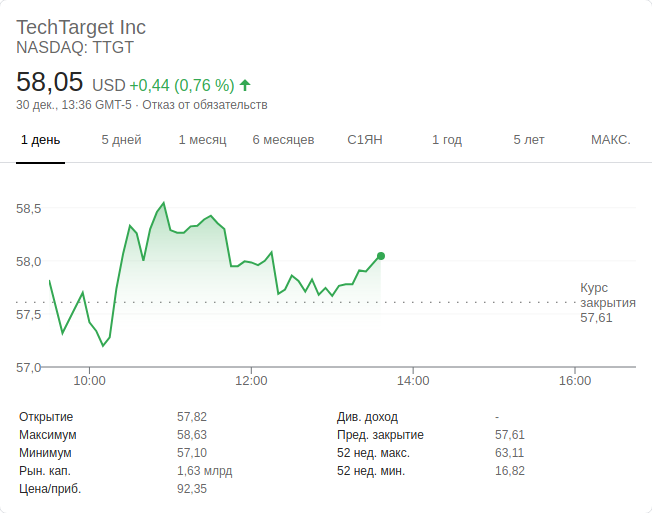 TechTarget Inc
NASDAQ: TTGT
58,05 USD +0,44 (0,76 %)
30 дек., 13:36 GMT-5 · Отказ от обязательств
1 день 5 дней 1 месяц 6 месяцев С1ЯН 1 год 5 лет МАКС.
58,5
58,0
57,5
57,0
Курс
закрытия
57,61
10:00 12:00 14:00 16:00
Открытие 57,82 Див. доход -
Максимум 58,63 Пред. закрытие 57,61
Минимум 57,10 52 нед. макс. 63,11
Рын. кап. 1,63 млрд 52 нед. мин. 16,82
Цена/приб. 92,35